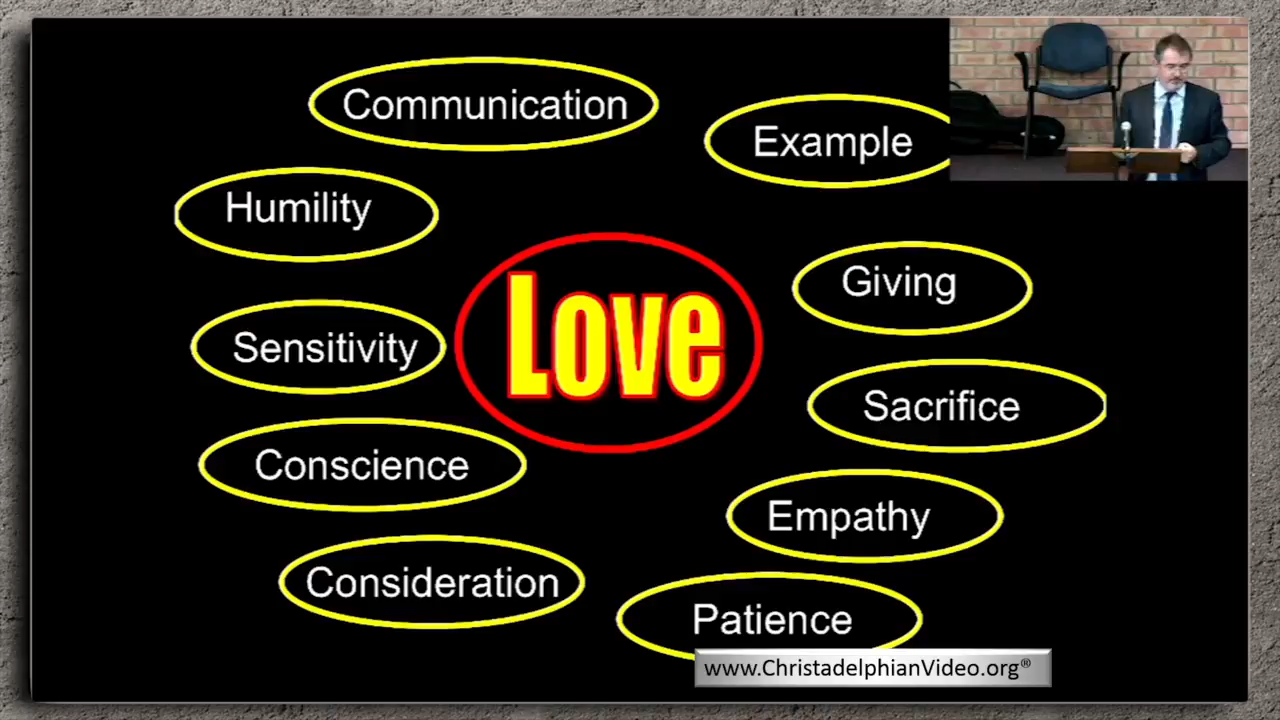 Communication
Example
Humility
Love
Giving
Sensitivity
Sacrifice
Conscience
Empathy
Consideration
Patience
www.ChristadelphianVideo.org®